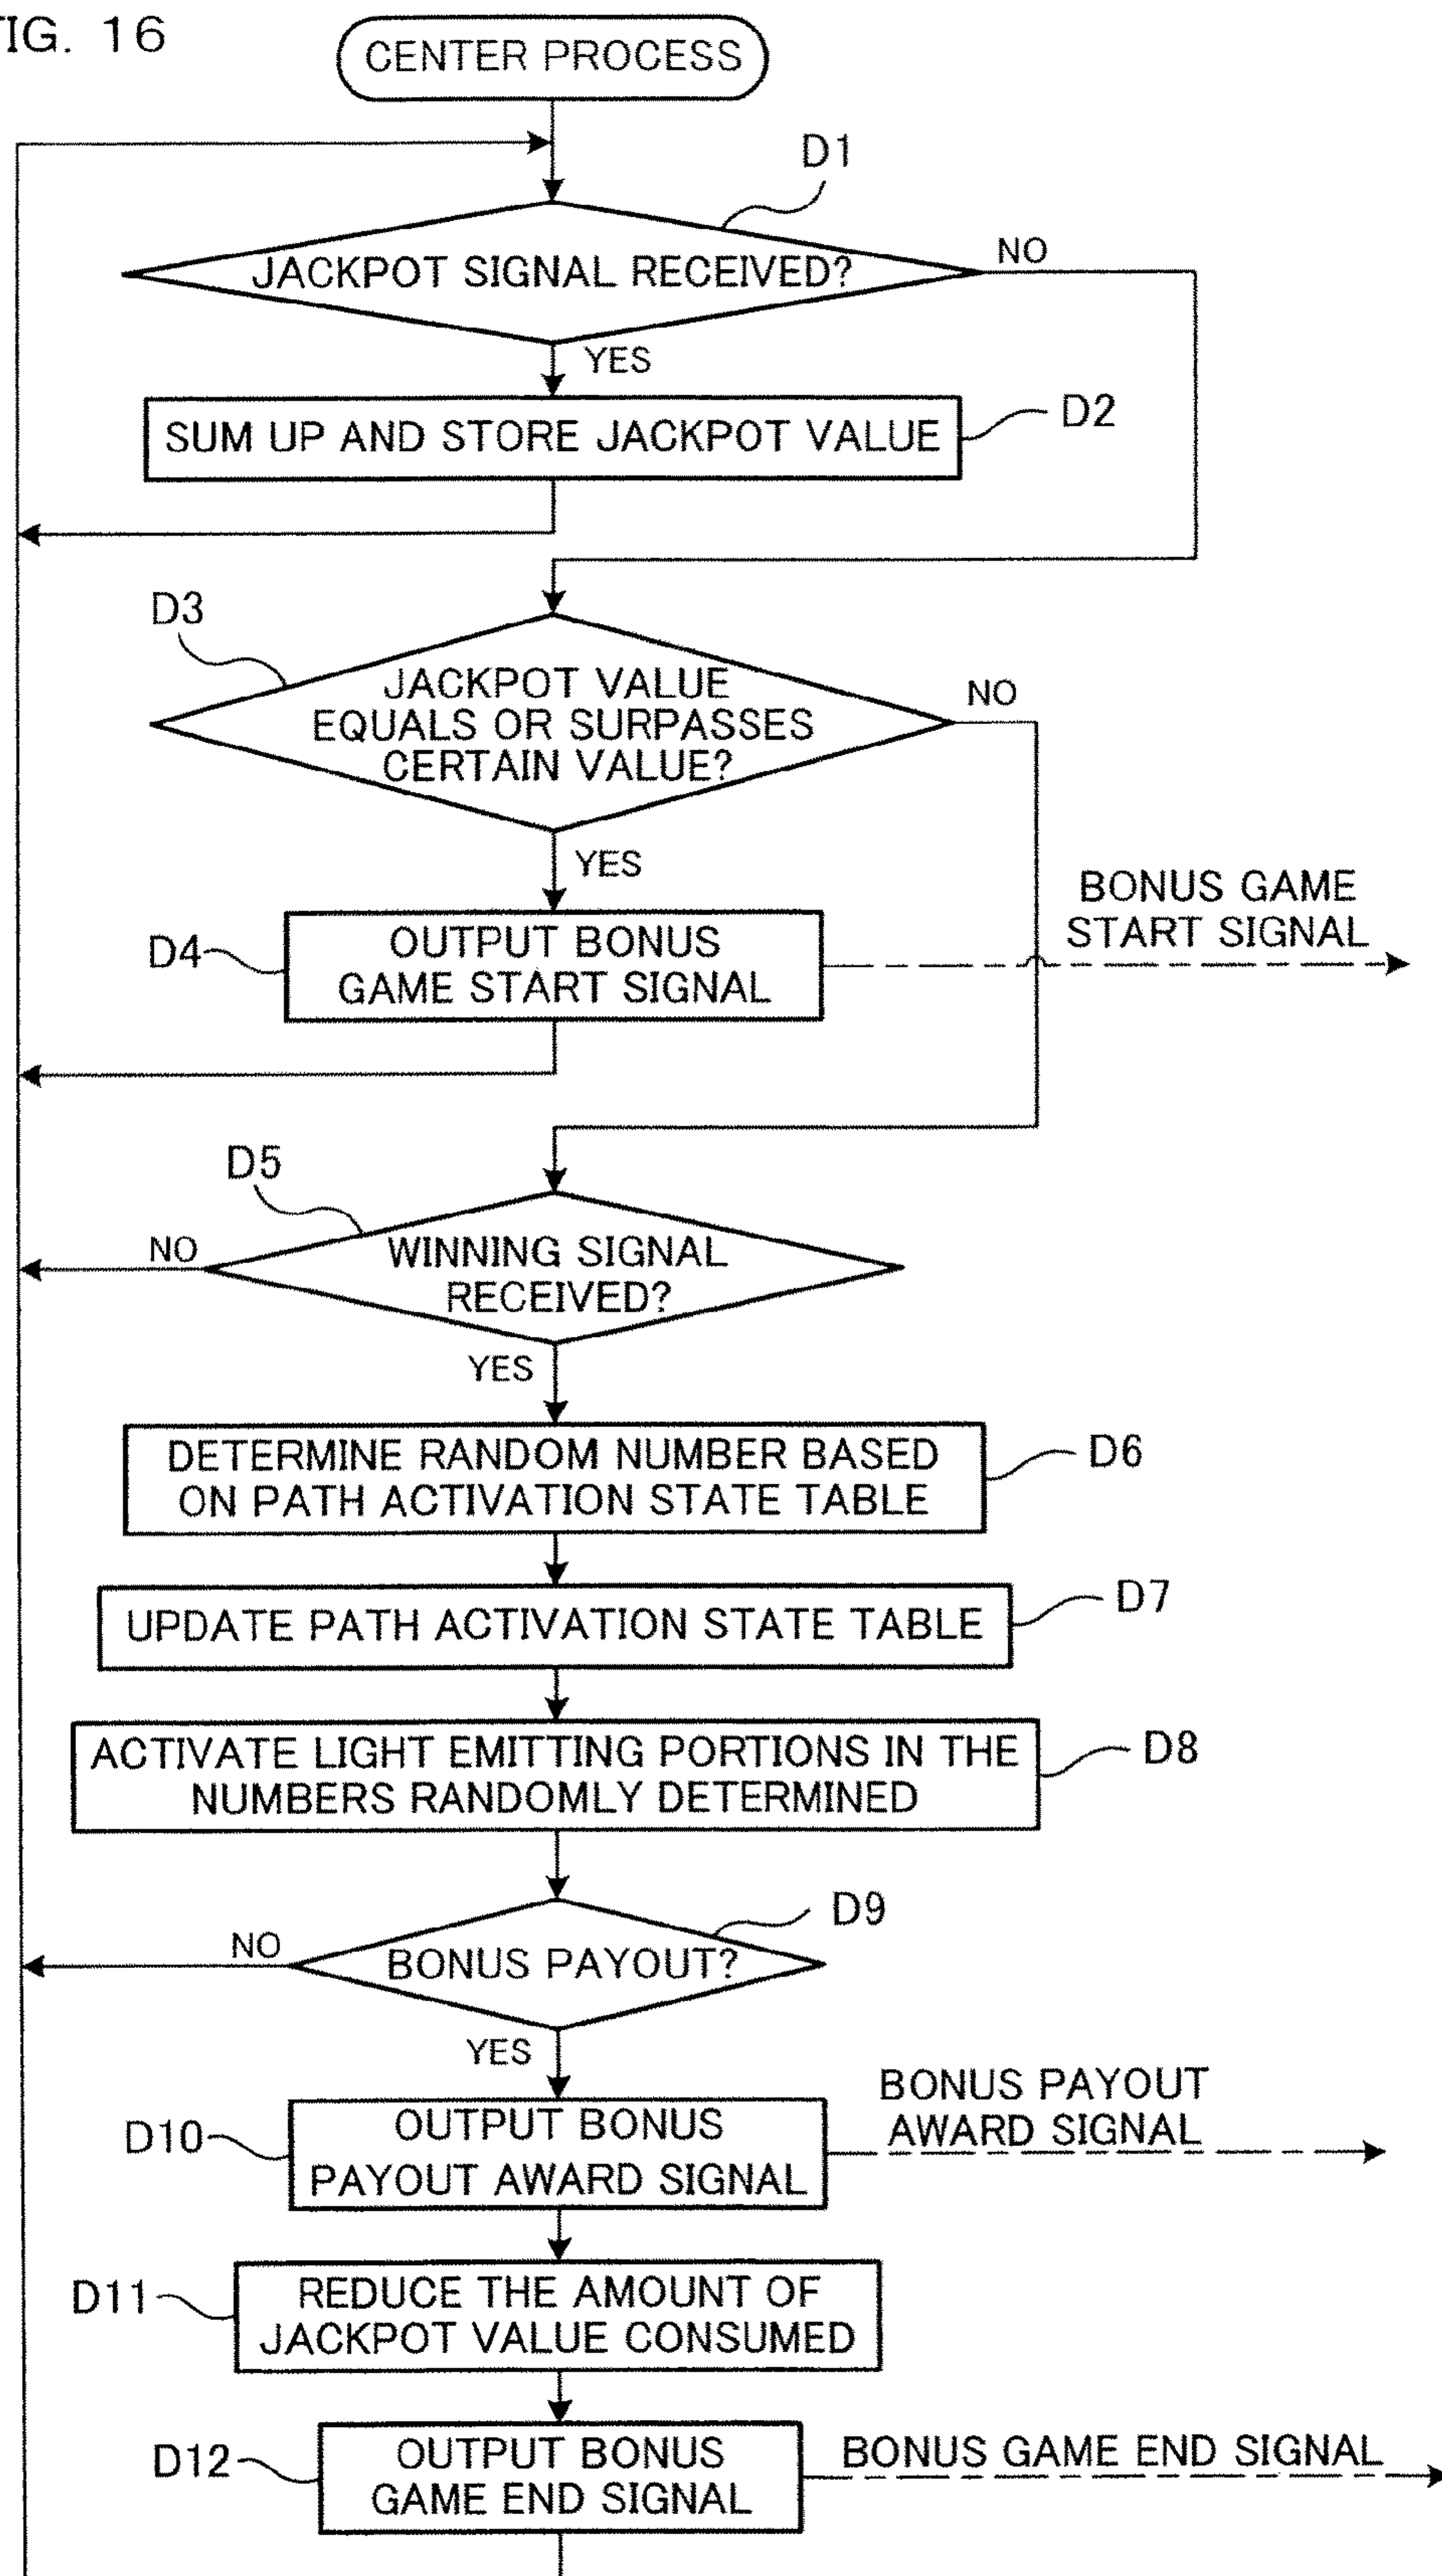 FIG. 16
CENTER PROCESS
D1
JACKPOT SIGNAL RECEIVED?
NO
YES
SUM UP AND STORE JACKPOT VALUE
D2
D3
JACKPOT VALUE
EQUALS OR SURPASSES
CERTAIN VALUE?
NO
YES
D4
OUTPUT BONUS
GAME START SIGNAL
BONUS GAME
START SIGNAL
D5
NO
WINNING SIGNAL
RECEIVED?
YES
DETERMINE RANDOM NUMBER BASED
ON PATH ACTIVATION STATE TABLE
D6
UPDATE PATH ACTIVATION STATE TABLE
D7
ACTIVATE LIGHT EMITTING PORTIONS IN THE
NUMBERS RANDOMLY DETERMINED
D8
D9
NO
BONUS PAYOUT?
YES
D10
OUTPUT BONUS
PAYOUT AWARD SIGNAL
BONUS PAYOUT
AWARD SIGNAL
D11
REDUCE THE AMOUNT OF
JACKPOT VALUE CONSUMED
D12
OUTPUT BONUS
GAME END SIGNAL
BONUS GAME END SIGNAL